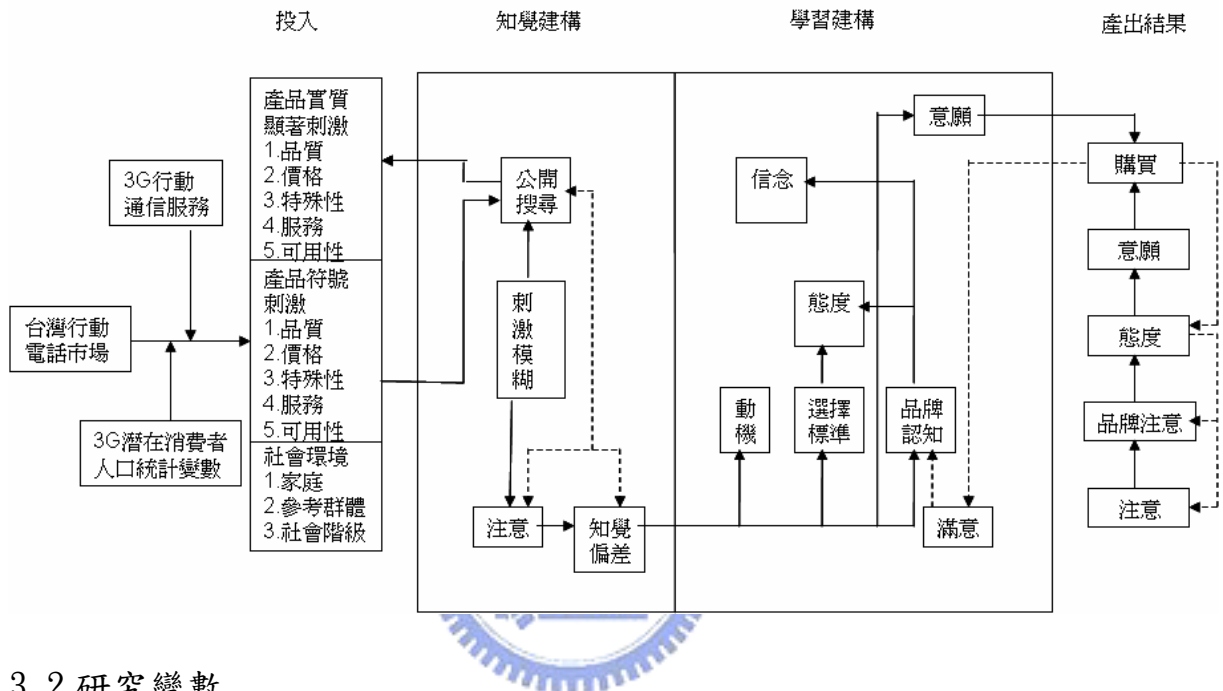 投入
知覺建構
學習建構
產出結果
3G行動
通信服務
台灣行動
電話市場
3G潛在消費者
人口統計變數
產品實質
顯著刺激
1.品質
2.價格
3.特殊性
4.服務
5.可用性
產品符號
刺激
1.品質
2.價格
3.特殊性
4.服務
5.可用性
社會環境
1.家庭
2.參考群體
3.社會階級
公開
搜尋
刺
激
模
糊
注意
知覺
偏差
意願
信念
態度
動
機
選擇
標準
品牌
認知
滿意
購買
意願
態度
品牌注意
注意
3.2研究變數